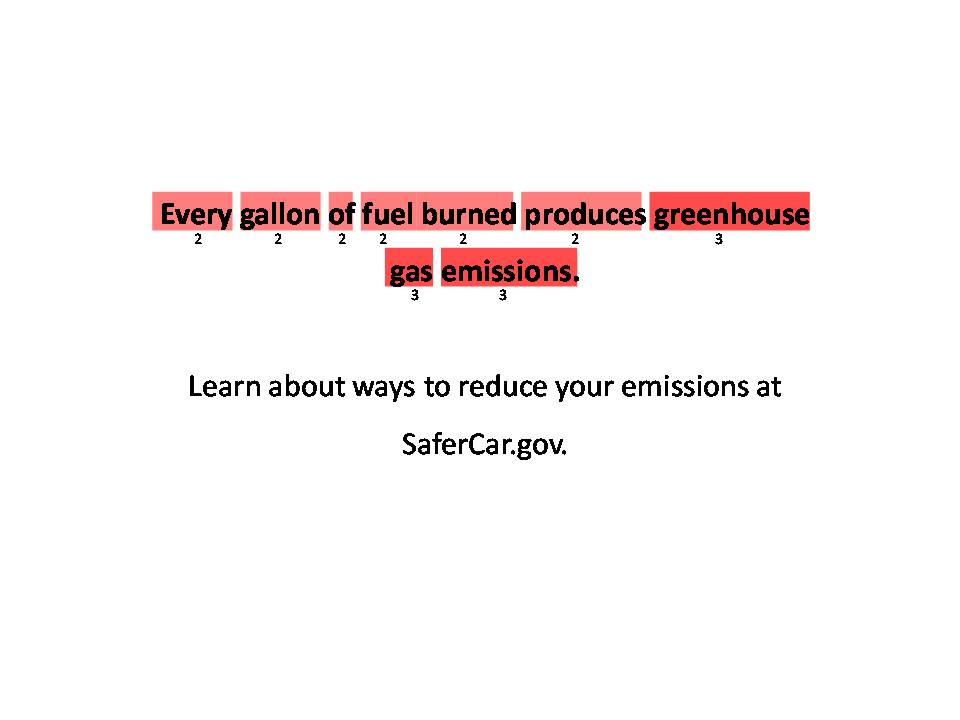 Every gallon of fuel burned produces greenhouse
2 2 2 2 2 2 3
gas emissions.
3 3
Learn about ways to reduce your emissions at
SaferCar.gov.